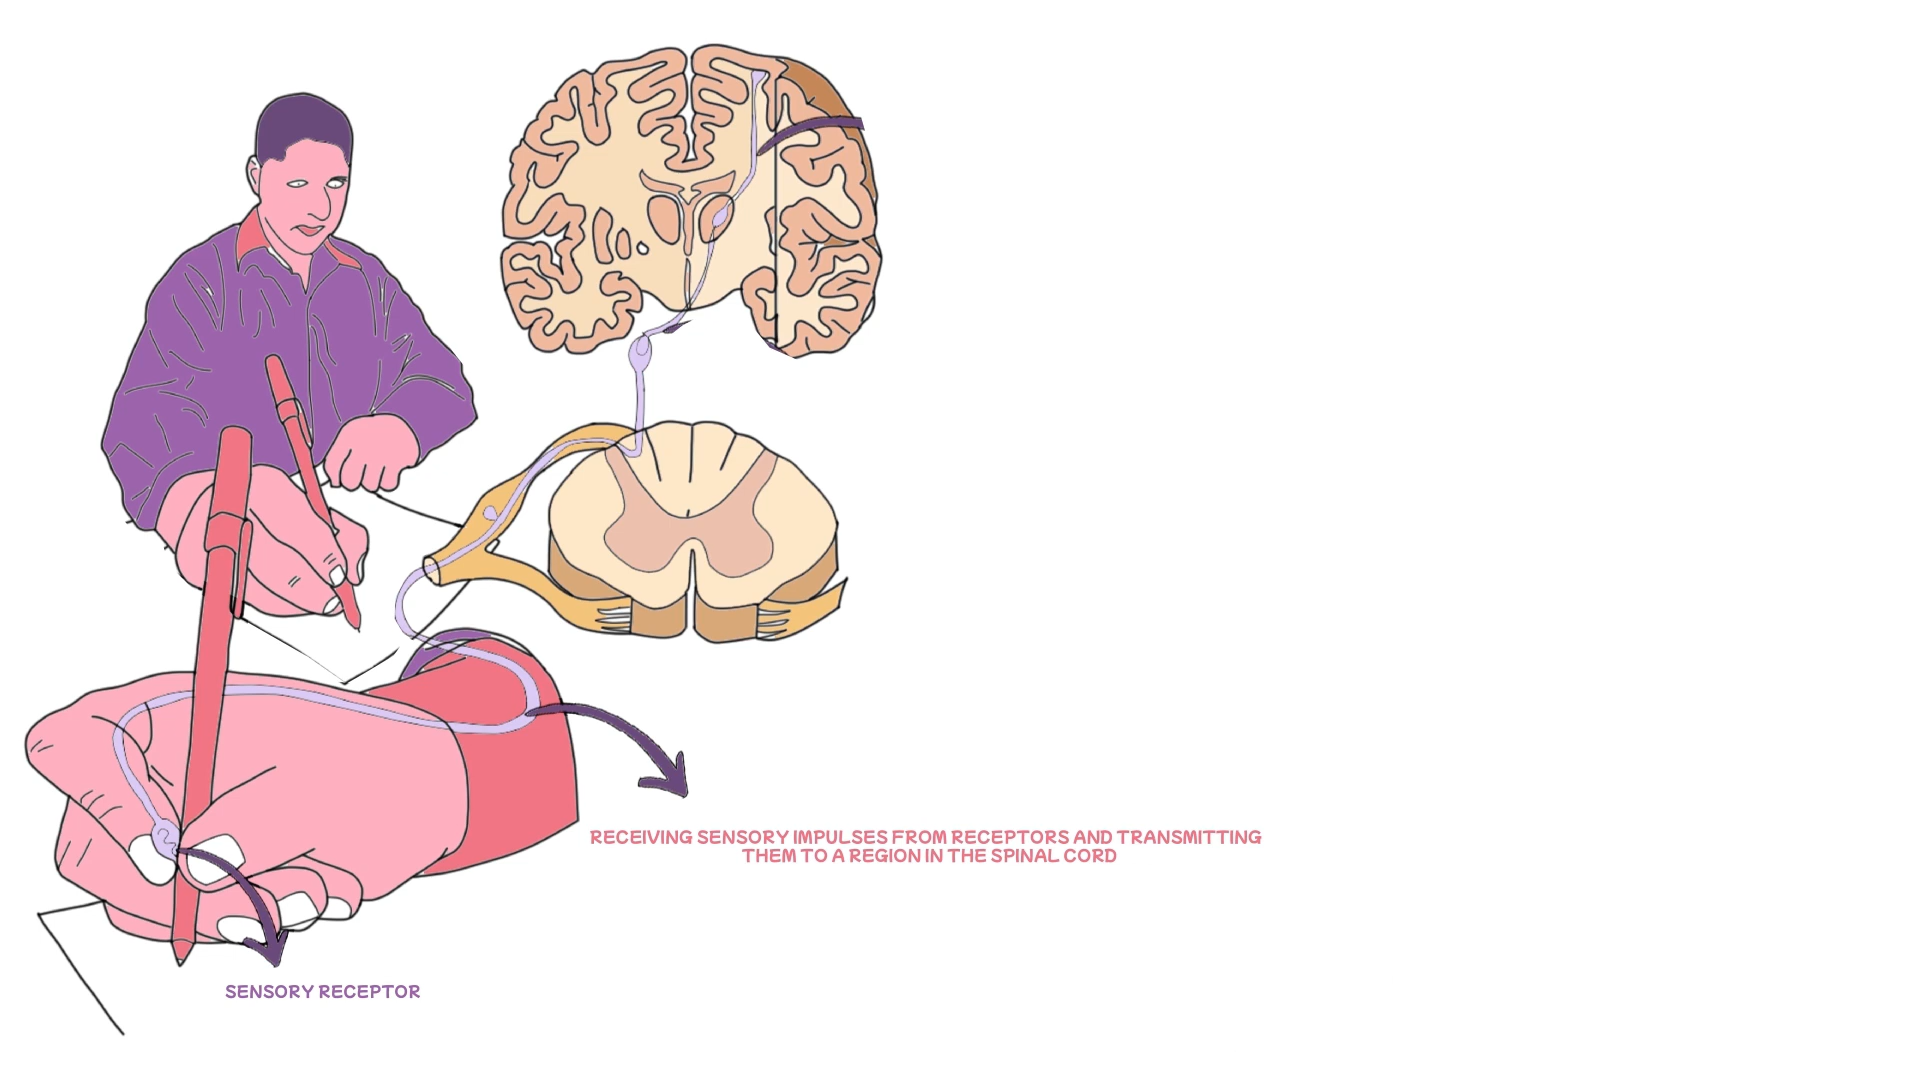 RECEIVING SENSORY IMPULSES FROM RECEPTORS AND TRANSMITTING
THEM TO A REGION IN THE SPINAL CORD
SENSORY RECEPTOR